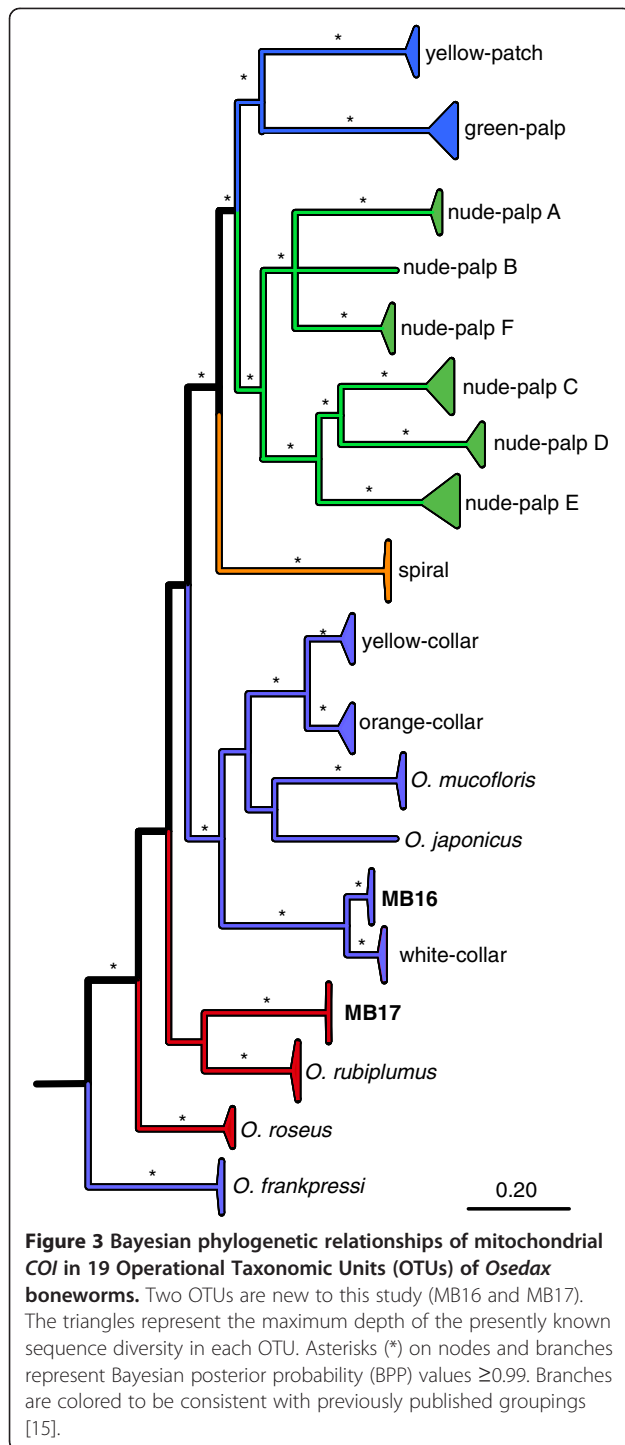 * yellow-patch
*
* green-palp
*
* nude-palp A
* nude-palp B
* nude-palp F
* *
* nude-palp C
* *
* nude-palp D
* nude-palp E
* spiral
* yellow-collar
*
* orange-collar
* O. mucofloris
* O. japonicus
* MB16
*
* white-collar
* MB17
*
* O. rubiplumus
* O. roseus
* O. frankpressi
0.20
Figure 3 Bayesian phylogenetic relationships of mitochondrial
COI in 19 Operational Taxonomic Units (OTUs) of Osedax
boneworms. Two OTUs are new to this study (MB16 and MB17).
The triangles represent the maximum depth of the presently known
sequence diversity in each OTU. Asterisks (*) on nodes and branches
represent Bayesian posterior probability (BPP) values ≥0.99. Branches
are colored to be consistent with previously published groupings
[15].